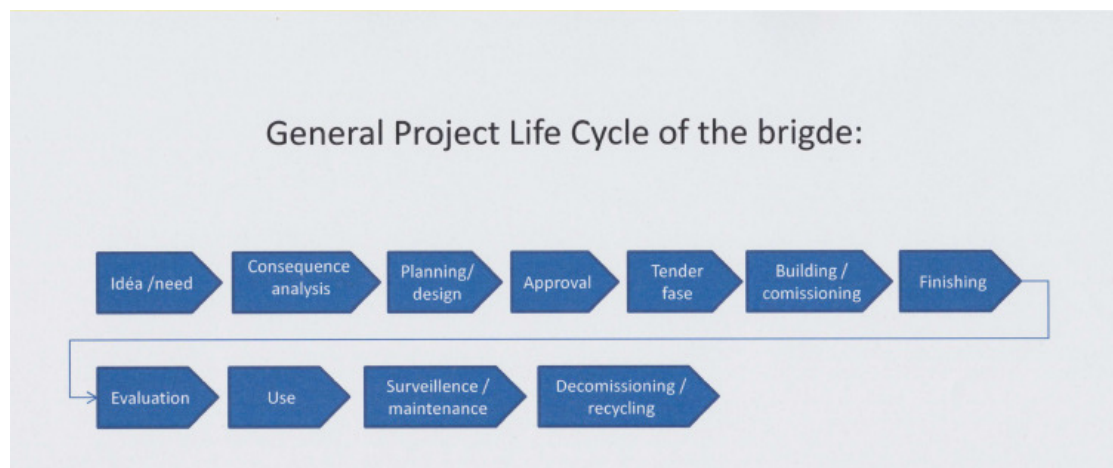 General Project Life Cycle of the brigde:
Idéa /need
Consequence
analysis
Planning/
design
Approval
Tender
fase
Building /
comissioning
Finishing
Evaluation
Use
Surveillence /
maintenance
Decomissioning /
recycling